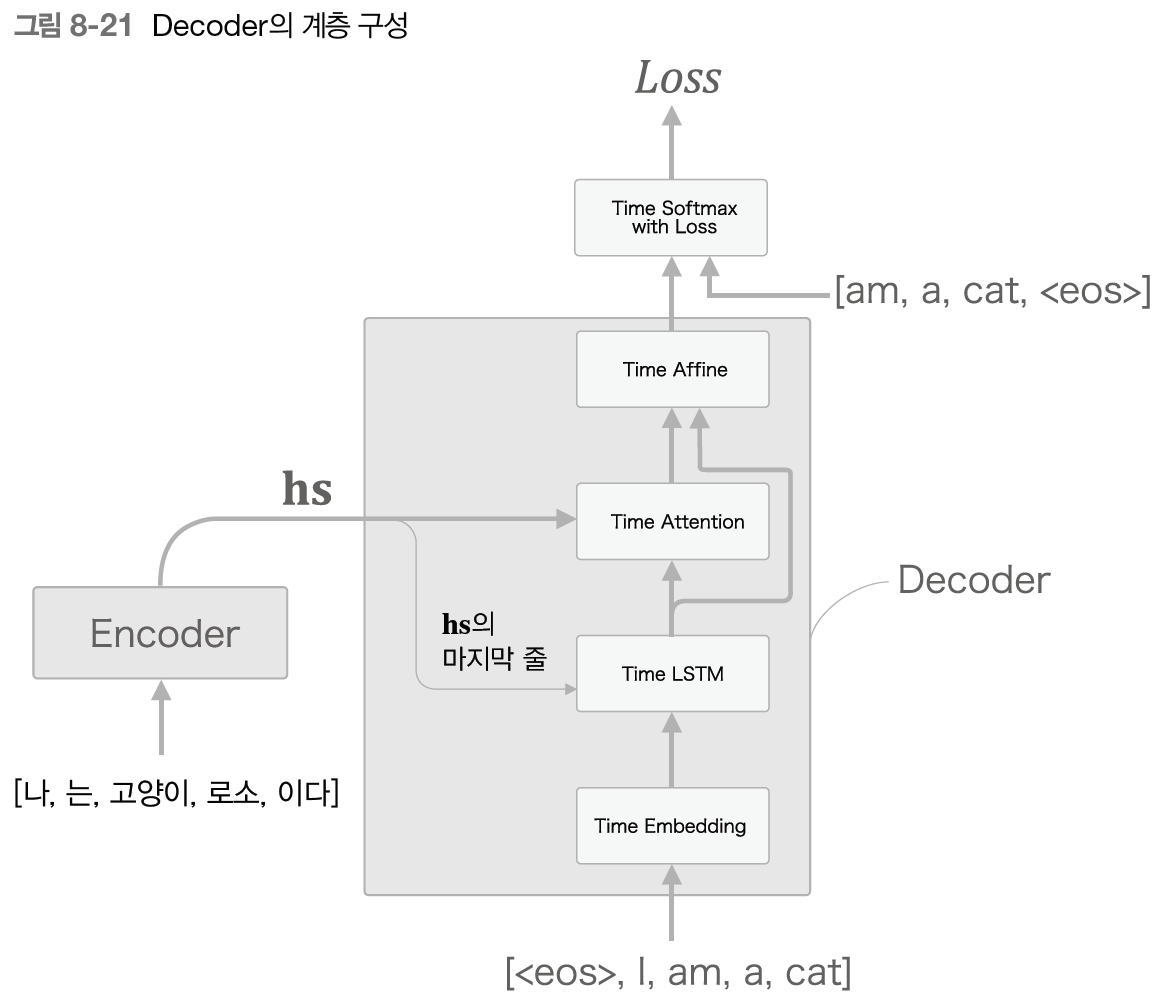 그림 8-21 Decoder의 계층 구성
Loss
Time Softmax
with Loss
[am, a, cat, <eos>]
Time Affine
hs
Time Attention
Decoder
Encoder
hs의
마지막 줄
Time LSTM
[나, 는, 고양이, 로소, 이다]
Time Embedding
[<eos>, I, am, a, cat]